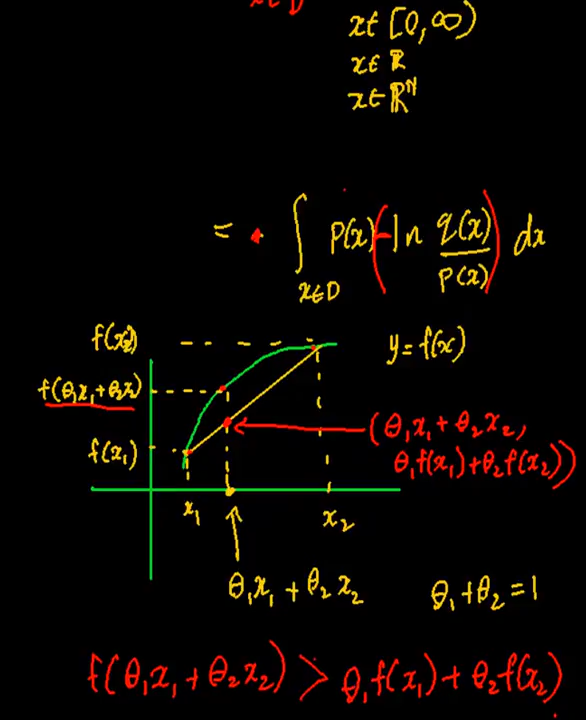 x∈D
x∈ [0, ∞)
x∈ ℝ
x∈ ℝᴺ
= ∫ p(x) (-ln q(x)/p(x)) dx
x∈D
f(x₂)
y = f(x)
f(θ₁x₁+θ₂x₂)
(θ₁x₁ + θ₂x₂,
θ₁f(x₁)+θ₂f(x₂))
f(x₁)
x₁
x₂
θ₁x₁ + θ₂x₂
θ₁+θ₂ = 1
f(θ₁x₁ + θ₂x₂) > θ₁f(x₁) + θ₂f(x₂)